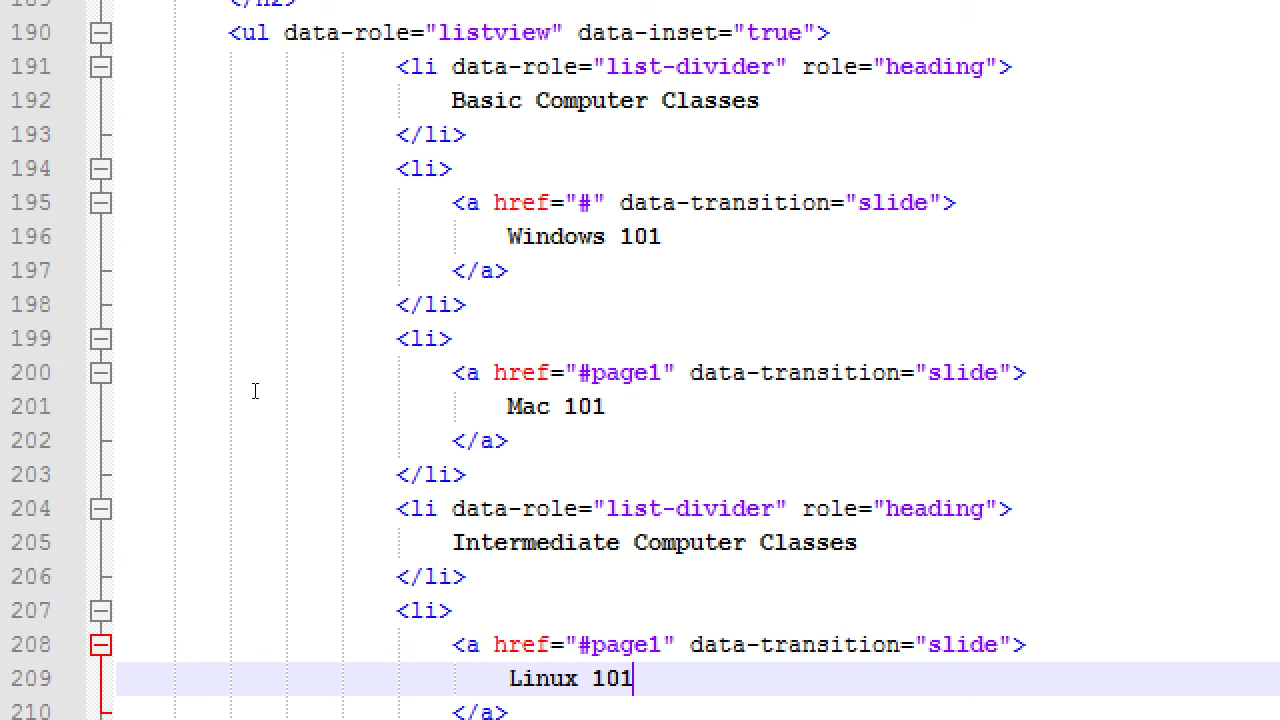 189 </h2>
190 <ul data-role="listview" data-inset="true">
191 <li data-role="list-divider" role="heading">
192 Basic Computer Classes
193 </li>
194 <li>
195 <a href="#" data-transition="slide">
196 Windows 101
197 </a>
198 </li>
199 <li>
200 <a href="#page1" data-transition="slide">
201 Mac 101
202 </a>
203 </li>
204 <li data-role="list-divider" role="heading">
205 Intermediate Computer Classes
206 </li>
207 <li>
208 <a href="#page1" data-transition="slide">
209 Linux 101
210 </a>